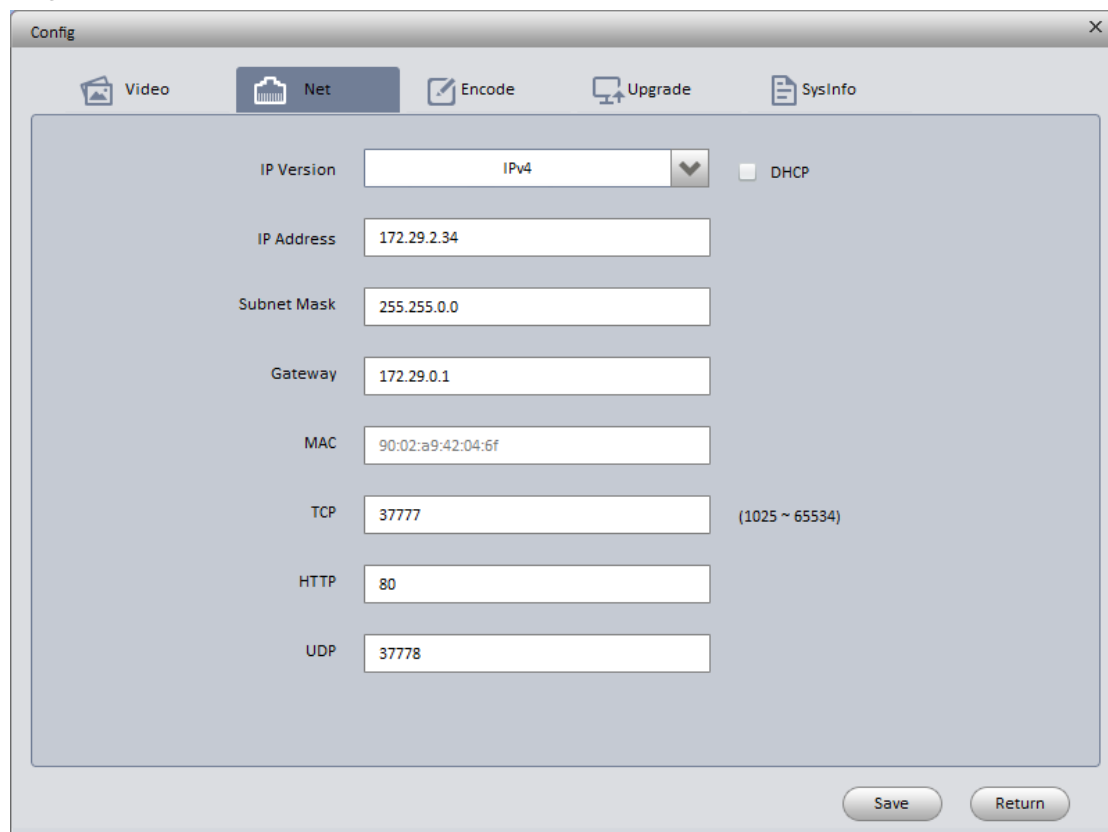 Config
Video Net Encode Upgrade SysInfo
IP Version IPv4 DHCP
IP Address 172.29.2.34
Subnet Mask 255.255.0.0
Gateway 172.29.0.1
MAC 90:02:a9:42:04:6f
TCP 37777 (1025 ~ 65534)
HTTP 80
UDP 37778
Save Return